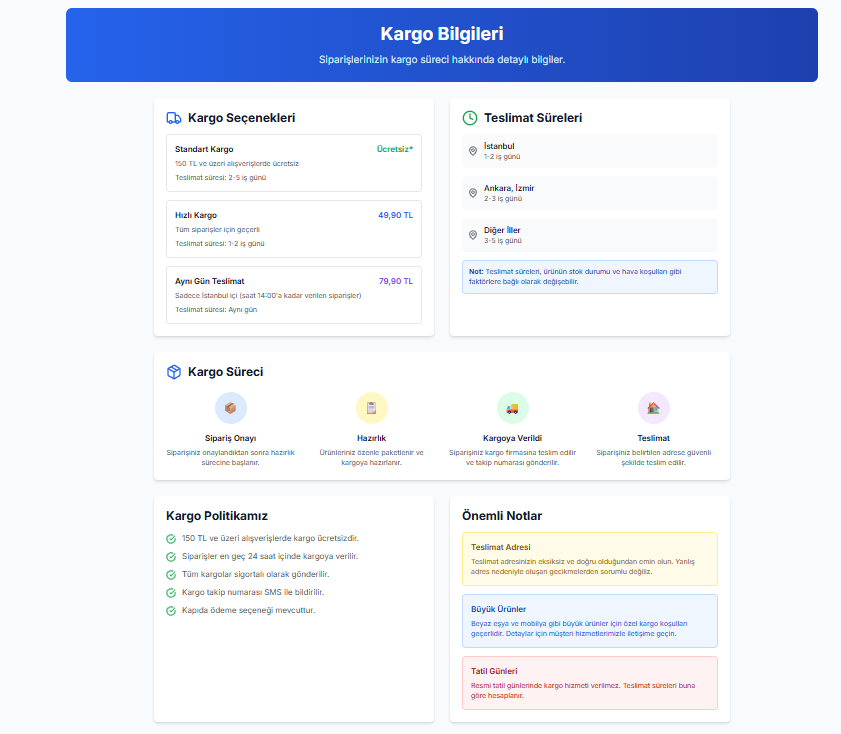 Kargo Bilgileri
Siparişlerinizin kargo süreci hakkında detaylı bilgiler.
Kargo Seçenekleri
Standart Kargo
Ücretsiz*
150 TL ve üzeri alışverişlerde ücretsiz
Teslimat süresi: 2-5 iş günü
Hızlı Kargo
49,90 TL
Tüm siparişler için geçerli
Teslimat süresi: 1-2 iş günü
Aynı Gün Teslimat
79,90 TL
Sadece İstanbul içi (saat 14:00'a kadar verilen siparişler)
Teslimat süresi: Aynı gün
Teslimat Süreleri
İstanbul
1-2 iş günü
Ankara, İzmir
2-3 iş günü
Diğer İller
3-5 iş günü
Not: Teslimat süreleri, ürünün stok durumu ve hava koşulları gibi
faktörlere bağlı olarak değişebilir.
Kargo Süreci
Sipariş Onayı
Siparişiniz onaylandıktan sonra hazırlık
sürecine başlanır.
Hazırlık
Ürünleriniz özenle paketlenir ve
kargoya hazırlanır.
Kargoya Verildi
Siparişiniz kargo firmasına teslim edilir
ve takip numarası gönderilir.
Teslimat
Siparişiniz belirtilen adrese güvenli
şekilde teslim edilir.
Kargo Politikamız
150 TL ve üzeri alışverişlerde kargo ücretsizdir.
Siparişler en geç 24 saat içinde kargoya verilir.
Tüm kargolar sigortalı olarak gönderilir.
Kargo takip numarası SMS ile bildirilir.
Kapıda ödeme seçeneği mevcuttur.
Önemli Notlar
Teslimat Adresi
Teslimat adresinizin eksiksiz ve doğru olduğundan emin olun. Yanlış
adres nedeniyle oluşan gecikmelerden sorumlu değiliz.
Büyük Ürünler
Beyaz eşya ve mobilya gibi büyük ürünler için özel kargo koşulları
geçerlidir. Detaylar için müşteri hizmetlerimizle iletişime geçin.
Tatil Günleri
Resmi tatil günlerinde kargo hizmeti verilmez. Teslimat süreleri buna
göre hesaplanır.